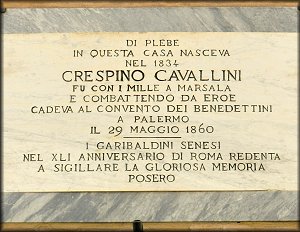 DI PLEBE
IN QUESTA CASA NASCEVA
NEL 1834
CRESPINO CAVALLINI
FU CON I MILLE A MARSALA
E COMBATTENDO DA EROE
CADEVA AL CONVENTO DEI BENEDETTINI
A PALERMO
IL 29 MAGGIO 1860
I GARIBALDINI SENESI
NEL XLI ANNIVERSARIO DI ROMA REDENTA
A SIGILLARE LA GLORIOSA MEMORIA
POSERO